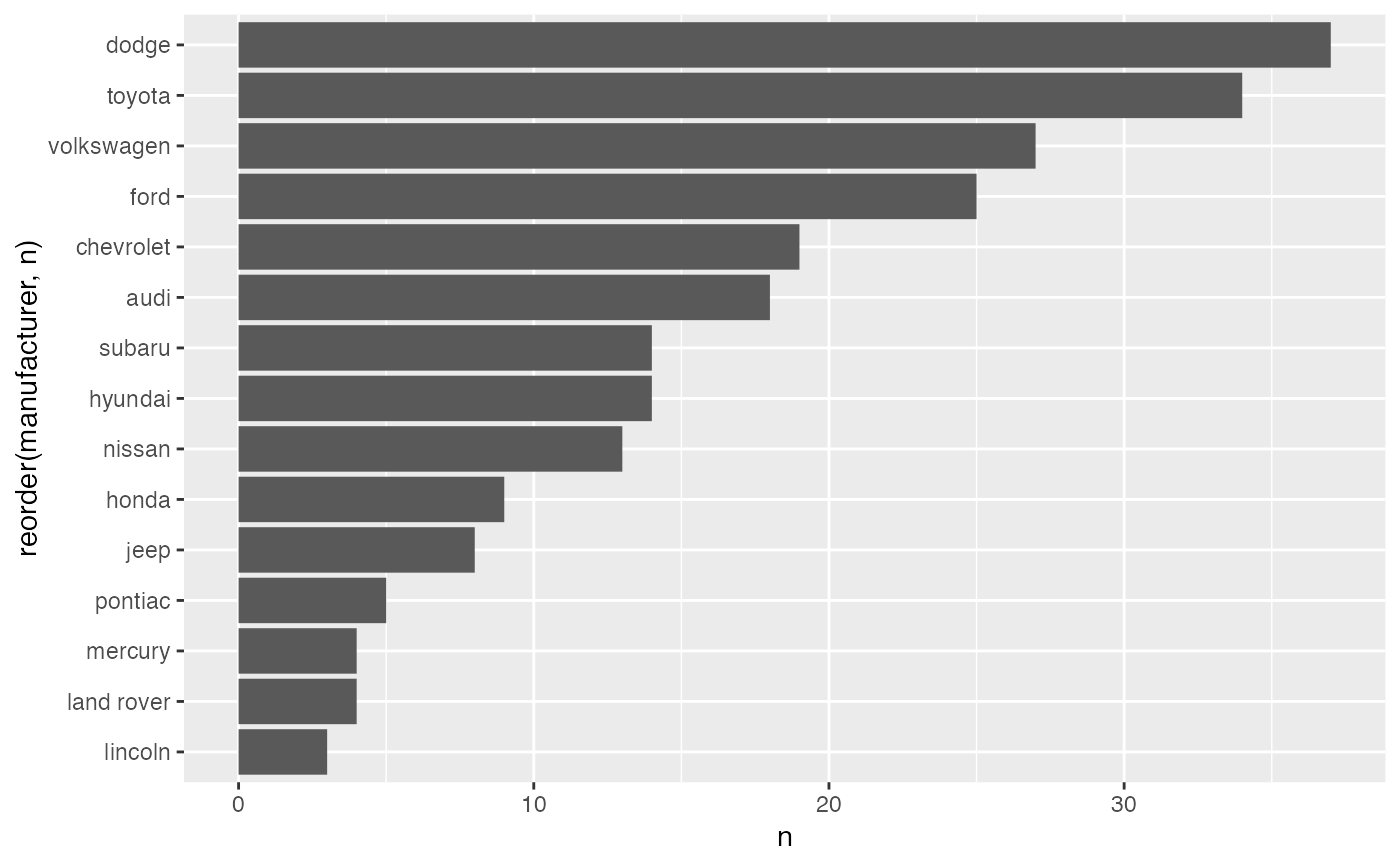 reorder(manufacturer, n)
dodge
toyota
volkswagen
ford
chevrolet
audi
subaru
hyundai
nissan
honda
jeep
pontiac
mercury
land rover
lincoln
0 10 20 30
n